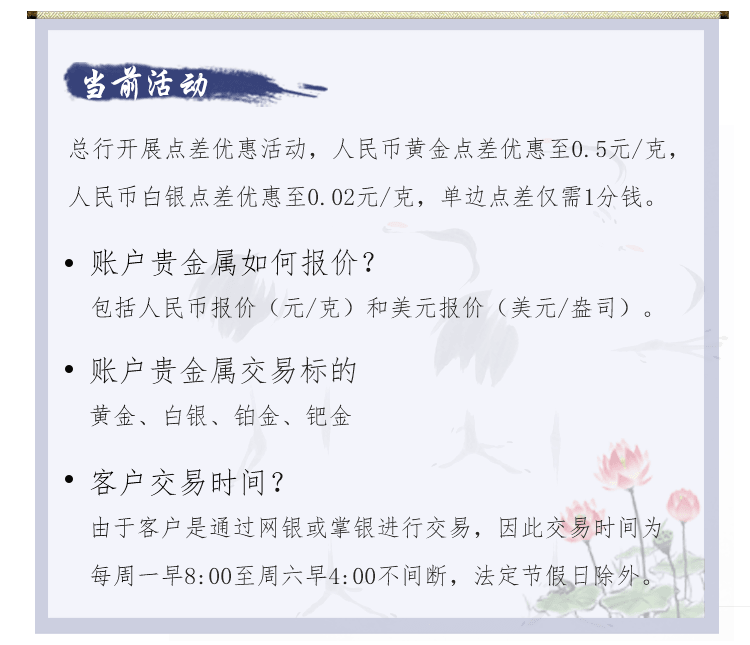 当前活动
总行开展点差优惠活动，人民币黄金点差优惠至0.5元/克，
人民币白银点差优惠至0.02元/克，单边点差仅需1分钱。
• 账户贵金属如何报价？
包括人民币报价（元/克）和美元报价（美元/盎司）。
• 账户贵金属交易标的
黄金、白银、铂金、钯金
• 客户交易时间？
由于客户是通过网银或掌银进行交易，因此交易时间为
每周一早8:00至周六早4:00不间断，法定节假日除外。